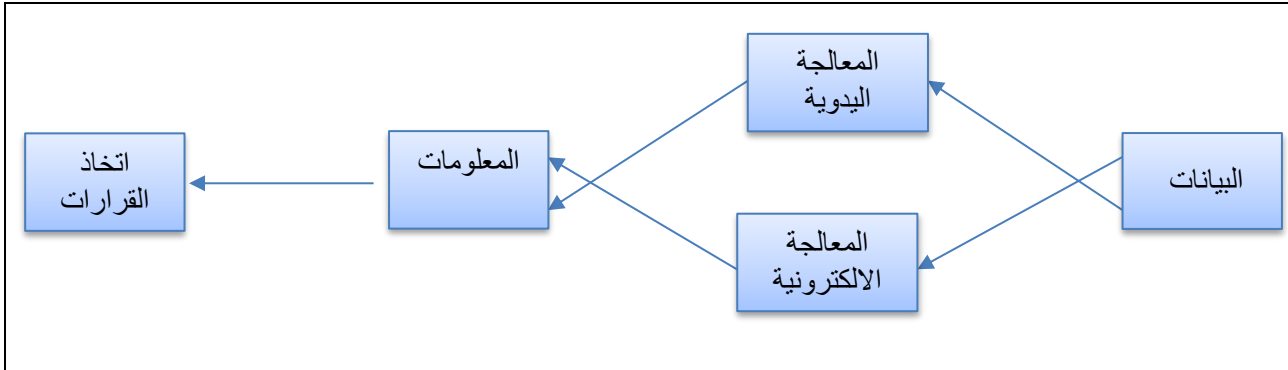 البيانات
المعالجة
اليدوية
المعالجة
الالكترونية
المعلومات
اتخاذ
القرارات